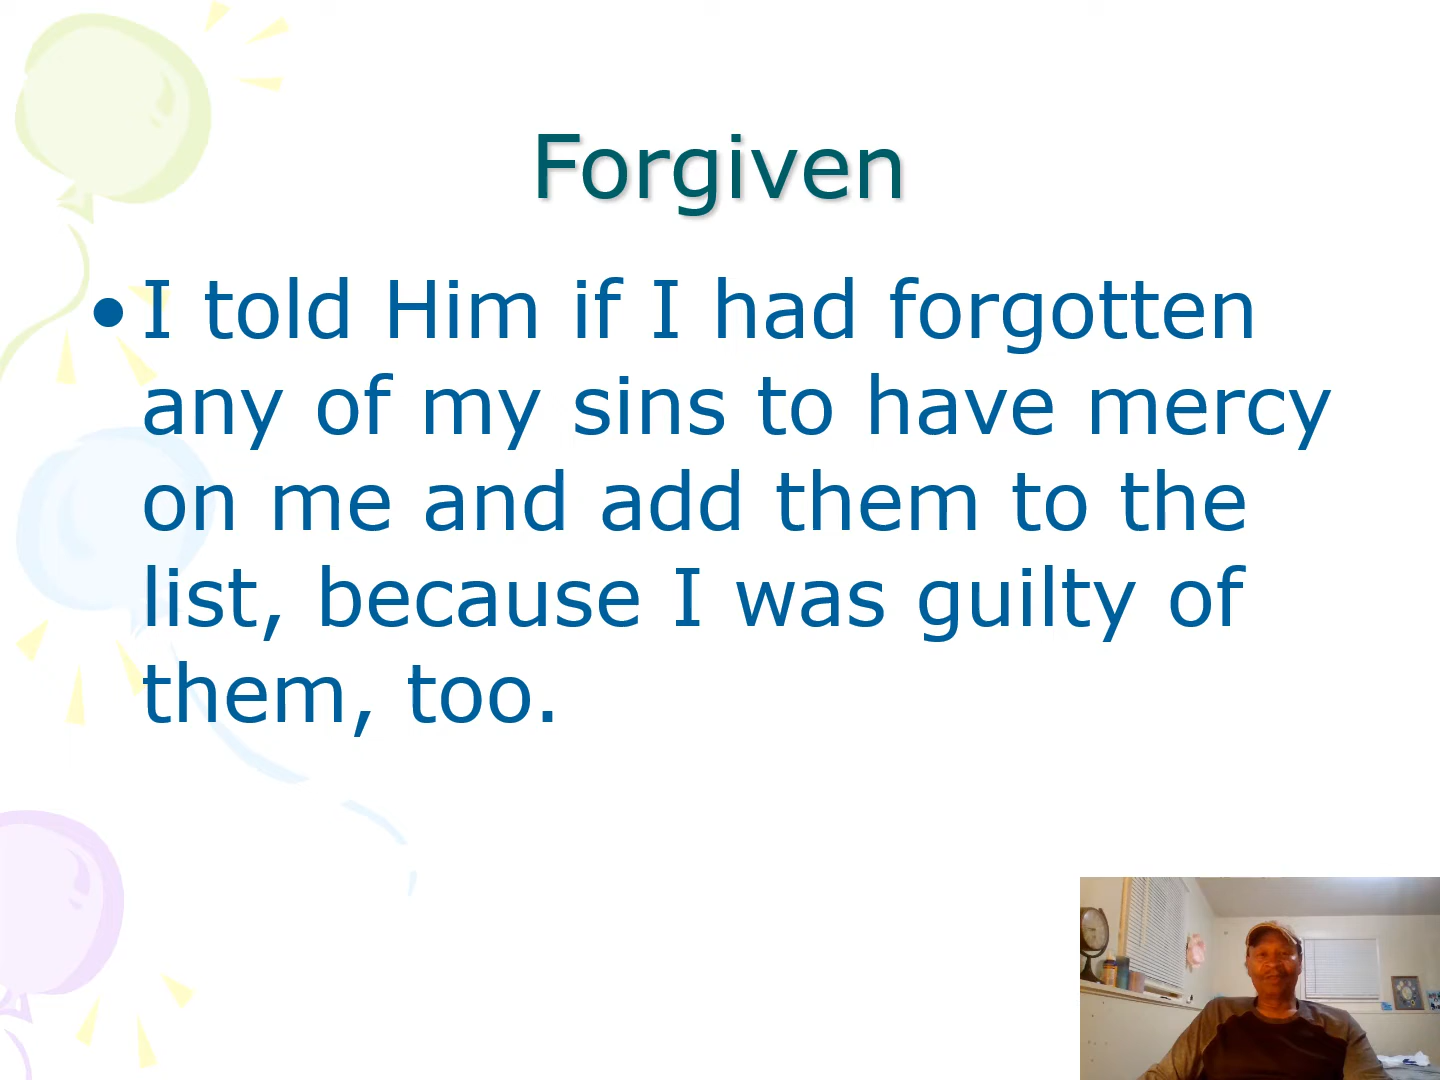 Forgiven
•I told Him if I had forgotten
any of my sins to have mercy
on me and add them to the
list, because I was guilty of
them, too.